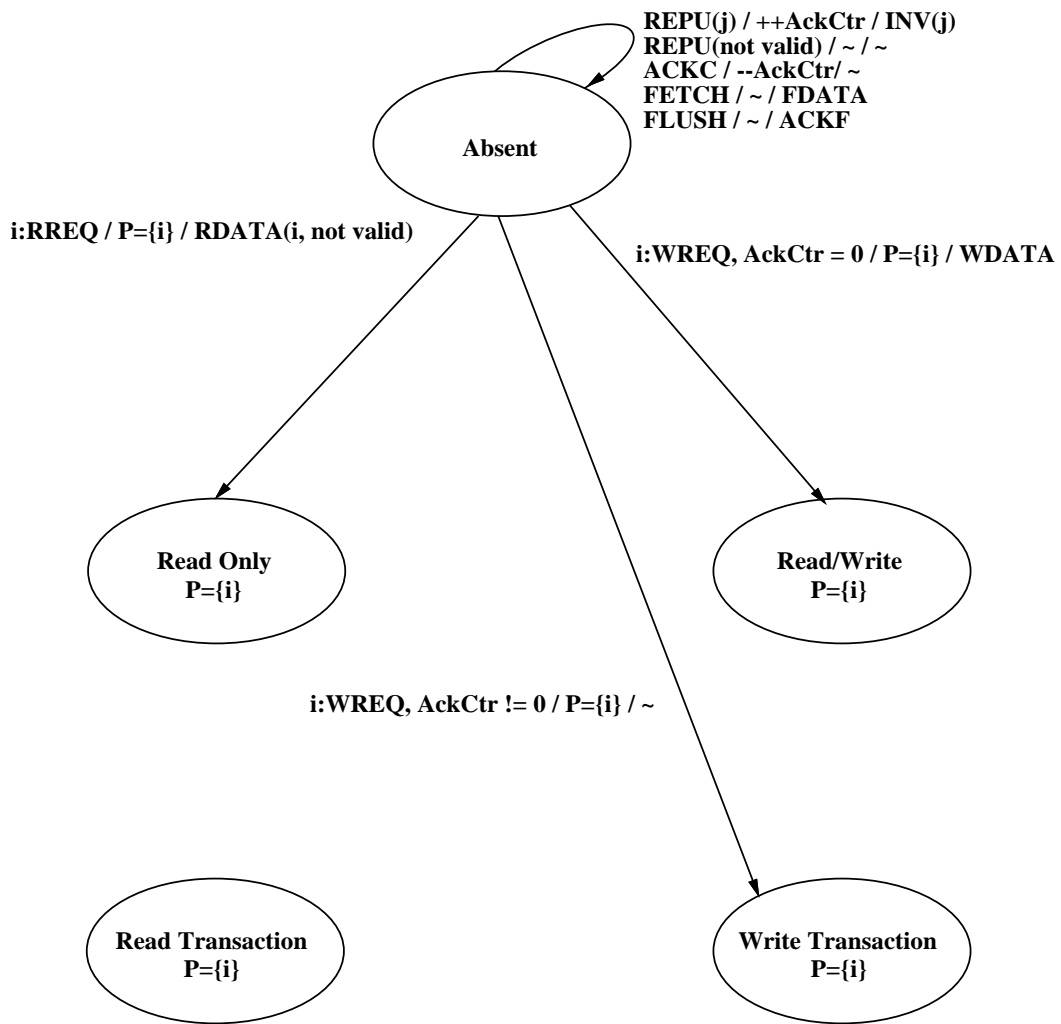 REPU(j) / ++AckCtr / INV(j)
REPU(not valid) / ~ / ~
ACKC / --AckCtr/ ~
FETCH / ~ / FDATA
FLUSH / ~ / ACKF
Absent
i:RREQ / P={i} / RDATA(i, not valid)
i:WREQ, AckCtr = 0 / P={i} / WDATA
Read Only
P={i}
Read/Write
P={i}
i:WREQ, AckCtr != 0 / P={i} / ~
Read Transaction
P={i}
Write Transaction
P={i}